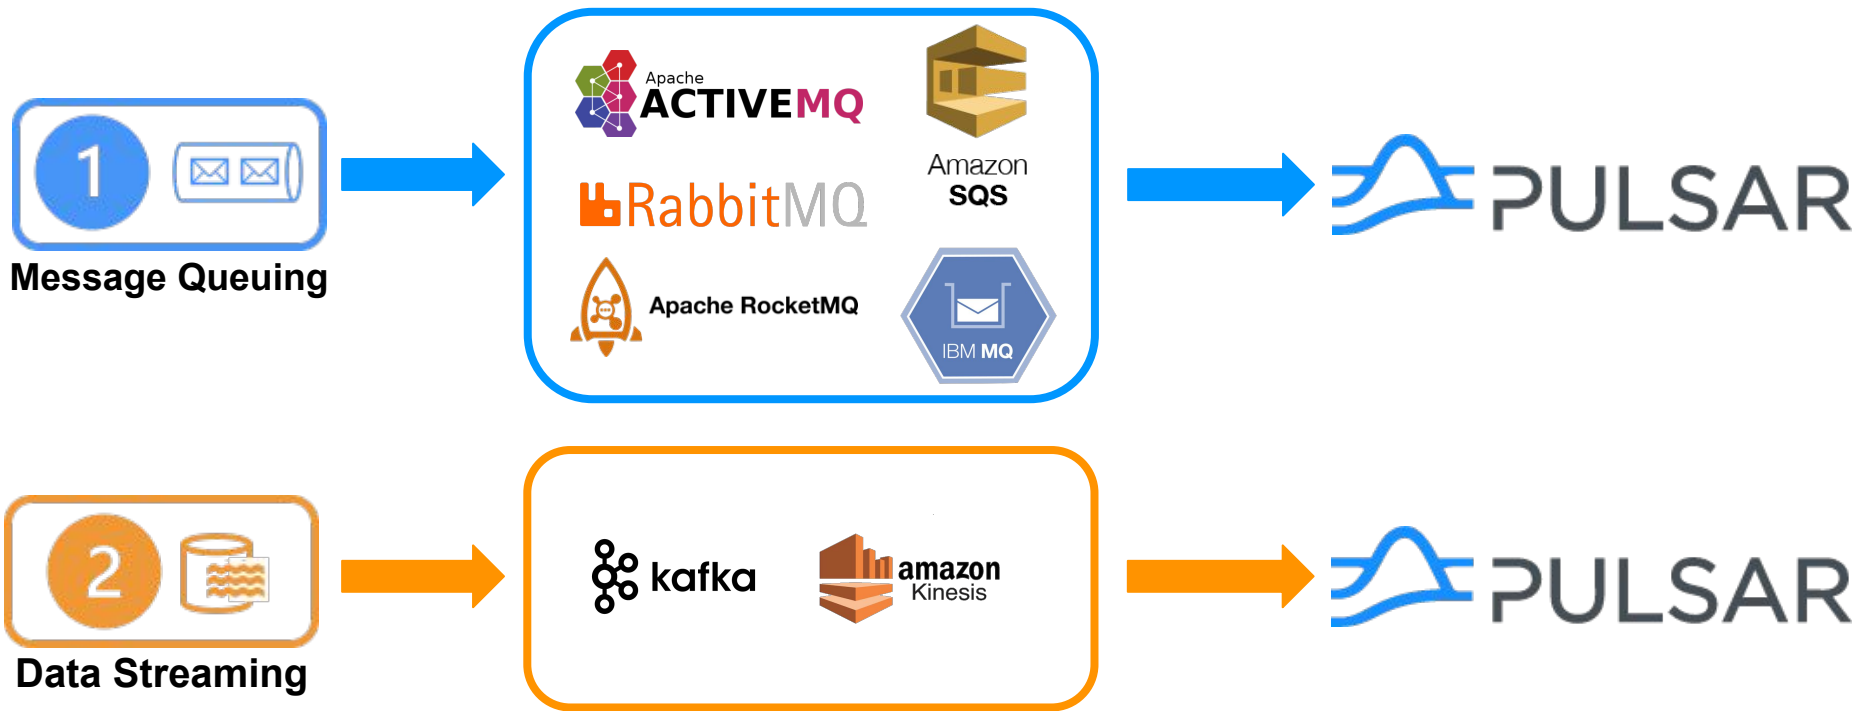 1
Message Queuing
Apache
ACTIVEMQ
Amazon
SQS
RabbitMQ
Apache RocketMQ
IBM MQ
PULSAR
2
Data Streaming
kafka
amazon
Kinesis
PULSAR